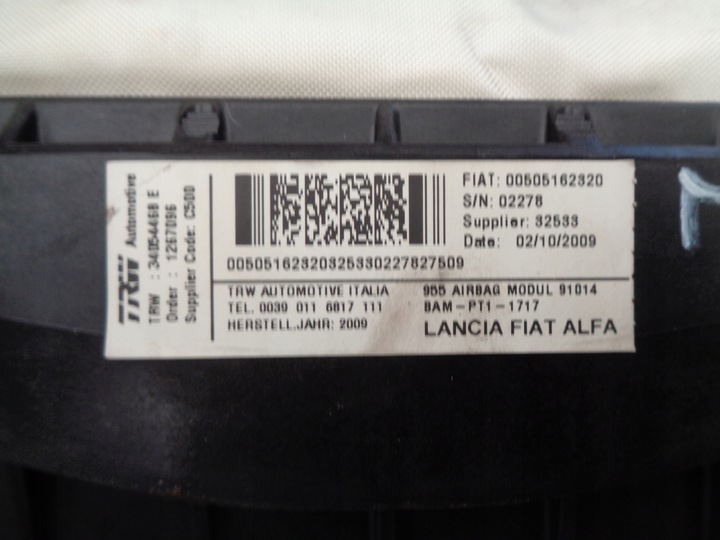 TRW Automotive
TRW : 34054468 E
Order : 1267096
Supplier Code: C500
FIAT: 00505162320
S/N: 02278
Supplier: 32533
Date: 02/10/2009
00505162320325330227827509
TRW AUTOMOTIVE ITALIA
TEL. 0039 011 6817 111
HERSTELL.JAHR: 2009
955 AIRBAG MODUL 91014
BAM-PT1-1717
LANCIA FIAT ALFA